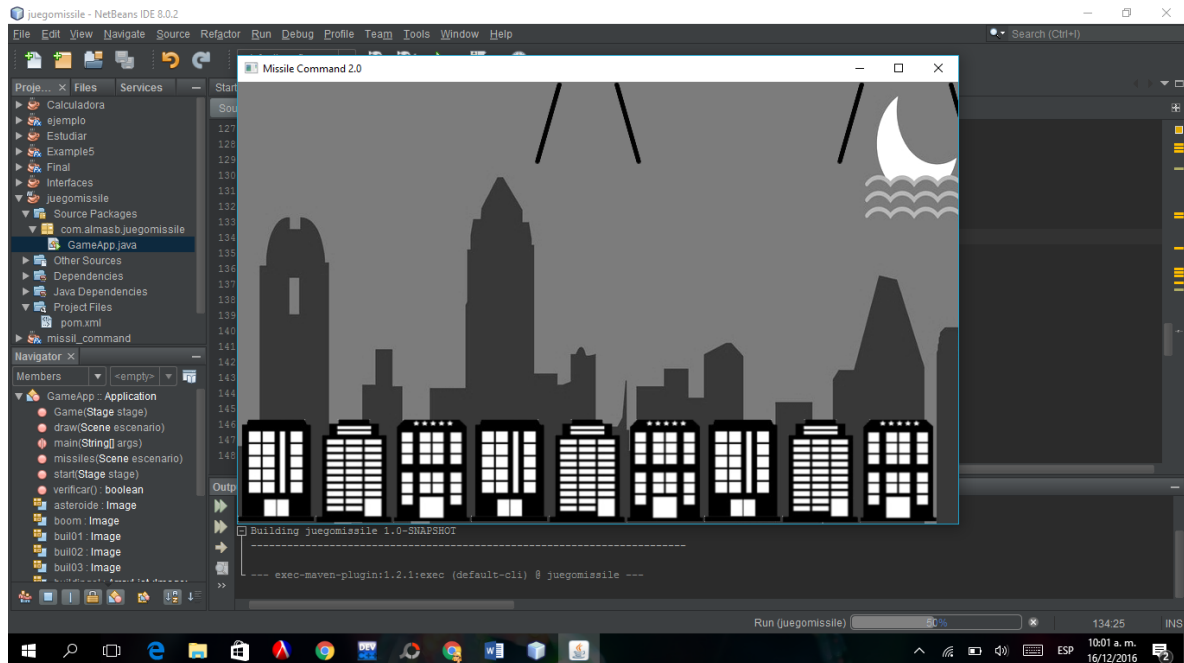 juegomissile - NetBeans IDE 8.0.2
File Edit View Navigate Source Refactor Run Debug Profile Team Tools Window Help
Search (Ctrl+I)
Missile Command 2.0
Proje... × Files Services
Start
Calculadora
Sou
ejemplo
Estudiar
Example5
Final
Interfaces
juegomissile
Source Packages
com.almasb.juegomissile
GameApp.java
Other Sources
Dependencies
Java Dependencies
Project Files
pom.xml
missil_command
127
128
129
130
131
132
133
134
135
136
137
138
139
140
141
142
143
144
145
146
147
148
Navigator ×
Members <empty>
GameApp :: Application
Game(Stage stage)
draw(Scene escenario)
main(String[] args)
missiles(Scene escenario)
start(Stage stage)
verificar() : boolean
asteroide : Image
boom : Image
buil01 : Image
buil02 : Image
buil03 : Image
Outp
Building juegomissile 1.0-SNAPSHOT
------------------------------------------------------------------------
--- exec-maven-plugin:1.2.1:exec (default-cli) @ juegomissile ---
Run (juegomissile) 50% 134:25 INS
DEV
ESP
10:01 a. m.
16/12/2016
2